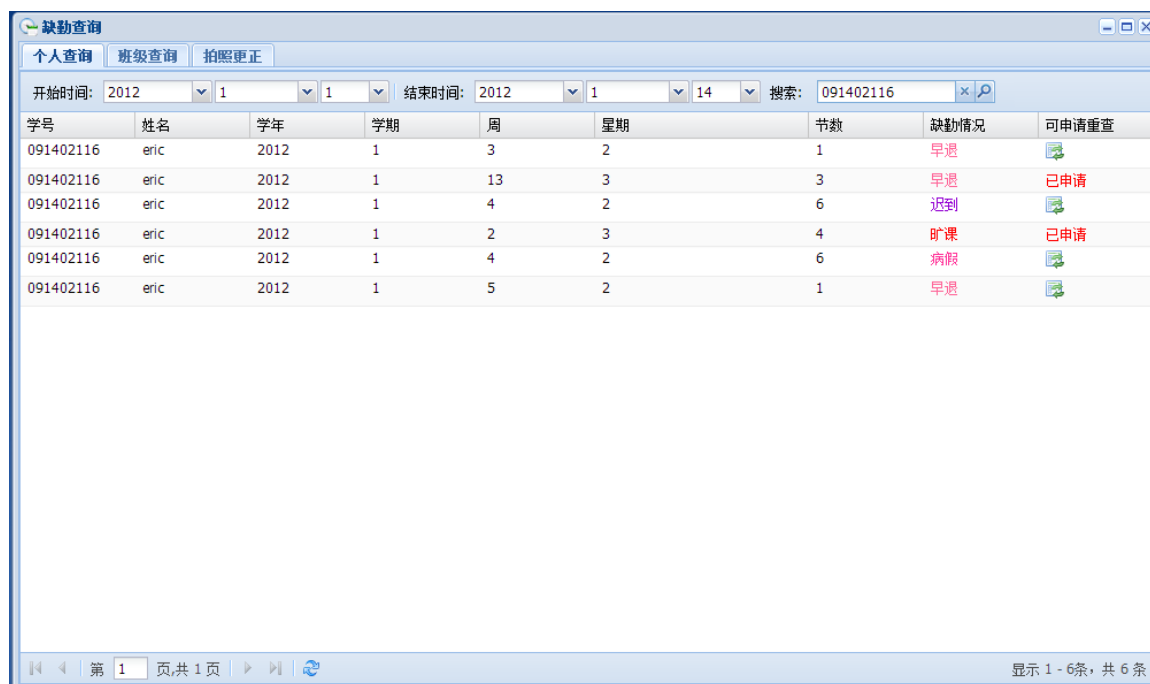 缺勤查询
个人查询 班级查询 拍照更正
开始时间: 2012 1 1 结束时间: 2012 1 14 搜索: 091402116
学号 姓名 学年 学期 周 星期 节数 缺勤情况 可申请重查
091402116 eric 2012 1 3 2 1 早退
091402116 eric 2012 1 13 3 3 早退 已申请
091402116 eric 2012 1 4 2 6 迟到
091402116 eric 2012 1 2 3 4 旷课 已申请
091402116 eric 2012 1 4 2 6 病假
091402116 eric 2012 1 5 2 1 早退
第 1 页,共 1 页 显示 1 - 6条，共 6 条